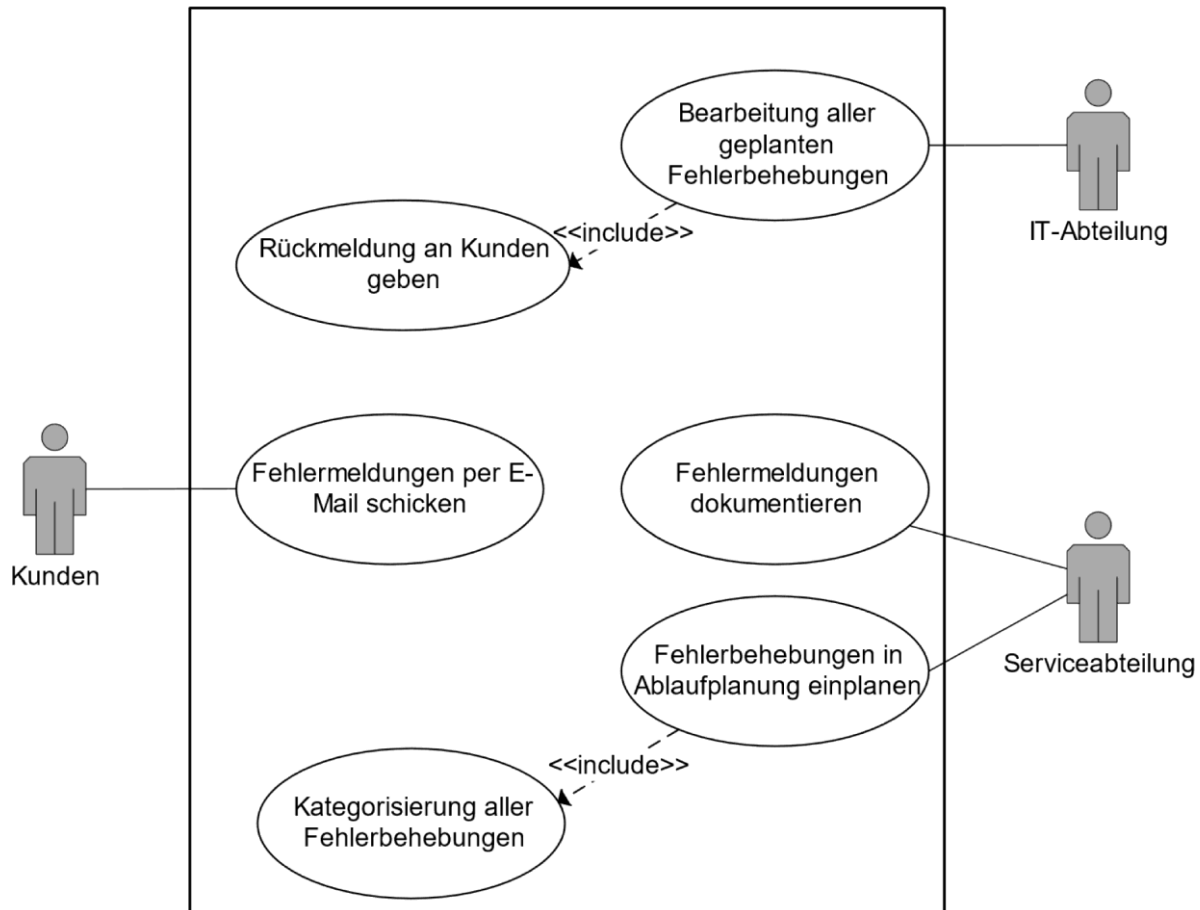 Bearbeitung aller
geplanten
Fehlerbehebungen
IT-Abteilung
<<include>>
Rückmeldung an Kunden
geben
Kunden
Fehlermeldungen per E-
Mail schicken
Fehlermeldungen
dokumentieren
Serviceabteilung
Fehlerbehebungen in
Ablaufplanung einplanen
<<include>>
Kategorisierung aller
Fehlerbehebungen